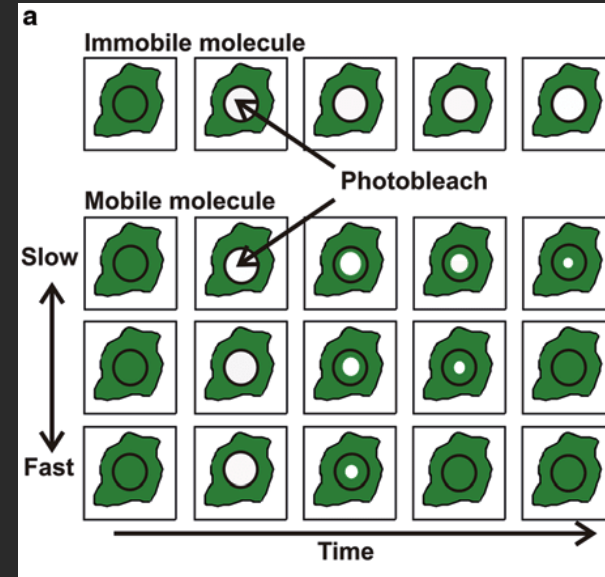 a
Immobile molecule
Photobleach
Mobile molecule
Slow
Fast
Time